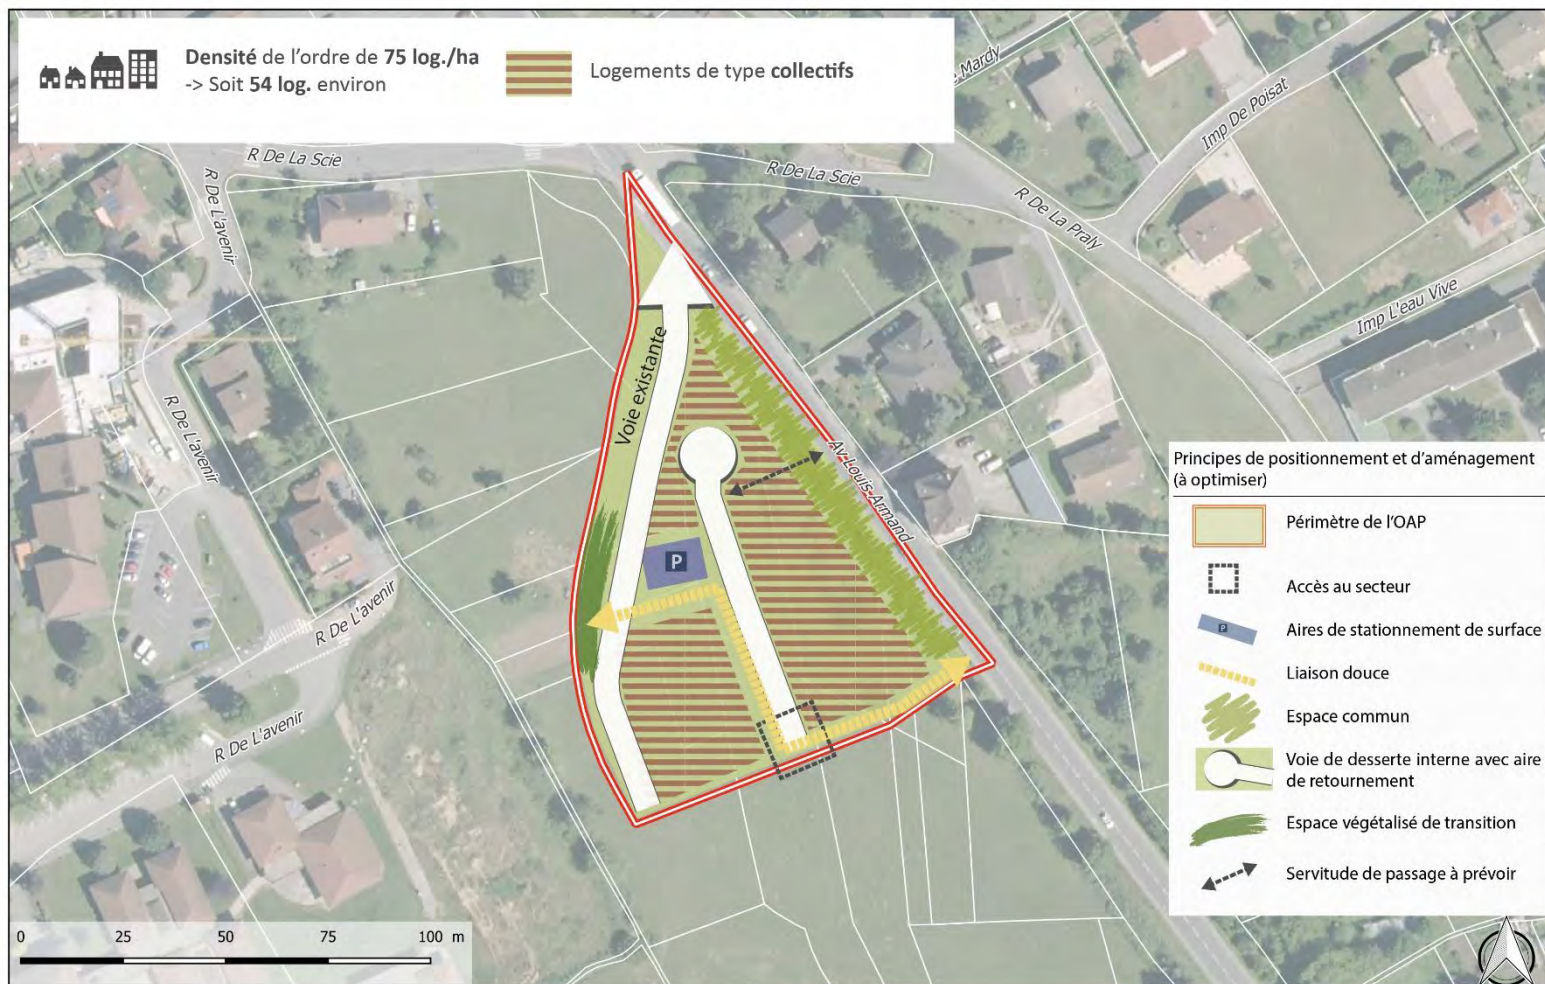 Densité de l'ordre de 75 log./ha
-> Soit 54 log. environ
Logements de type collectifs
Mardy
Imp De Poisat
R De La Scie
R De La Scie
R De L'avenir
R De La Praly
Imp L'eau Vive
Voie existante
R De L'avenir
Av Louis Armand
P
R De L'avenir
R De L'avenir
Principes de positionnement et d'aménagement
(à optimiser)
Périmètre de l'OAP
Accès au secteur
P
Aires de stationnement de surface
Liaison douce
Espace commun
Voie de desserte interne avec aire
de retournement
Espace végétalisé de transition
Servitude de passage à prévoir
0 25 50 75 100 m